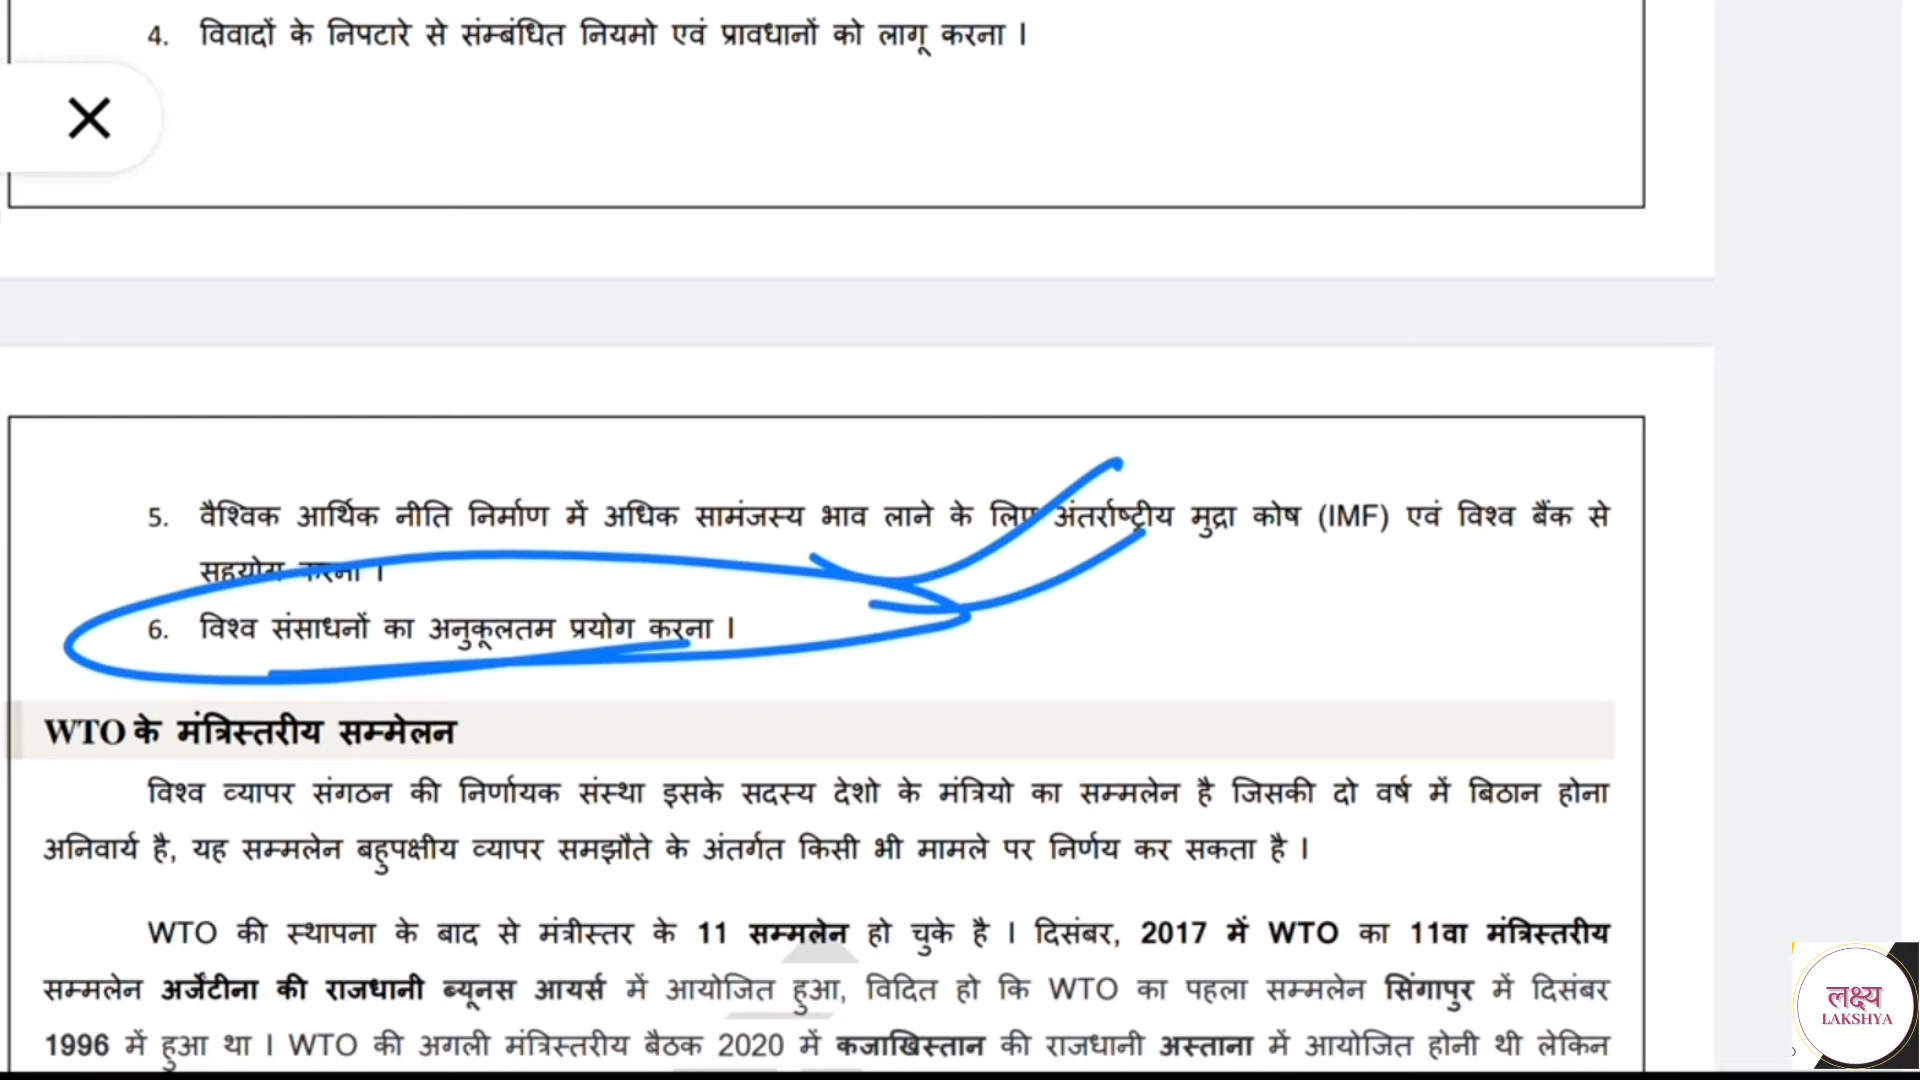 4. विवादों के निपटारे से संम्बंधित नियमो एवं प्रावधानों को लागू करना ।
5. वैश्विक आर्थिक नीति निर्माण में अधिक सामंजस्य भाव लाने के लिए अंतर्राष्ट्रीय मुद्रा कोष (IMF) एवं विश्व बैंक से
सहयोग करना ।
6. विश्व संसाधनों का अनुकूलतम प्रयोग करना ।
WTO के मंत्रिस्तरीय सम्मेलन
विश्व व्यापर संगठन की निर्णायक संस्था इसके सदस्य देशो के मंत्रियो का सम्मलेन है जिसकी दो वर्ष में बिठान होना
अनिवार्य है, यह सम्मलेन बहुपक्षीय व्यापर समझौते के अंतर्गत किसी भी मामले पर निर्णय कर सकता है ।
WTO की स्थापना के बाद से मंत्रीस्तर के 11 सम्मलेन हो चुके है । दिसंबर, 2017 में WTO का 11वा मंत्रिस्तरीय
सम्मलेन अर्जेंटीना की राजधानी ब्यूनस आयर्स में आयोजित हुआ, विदित हो कि WTO का पहला सम्मलेन सिंगापुर में दिसंबर
1996 में हुआ था । WTO की अगली मंत्रिस्तरीय बैठक 2020 में कजाखिस्तान की राजधानी अस्ताना में आयोजित होनी थी लेकिन
लक्ष्य
LAKSHYA